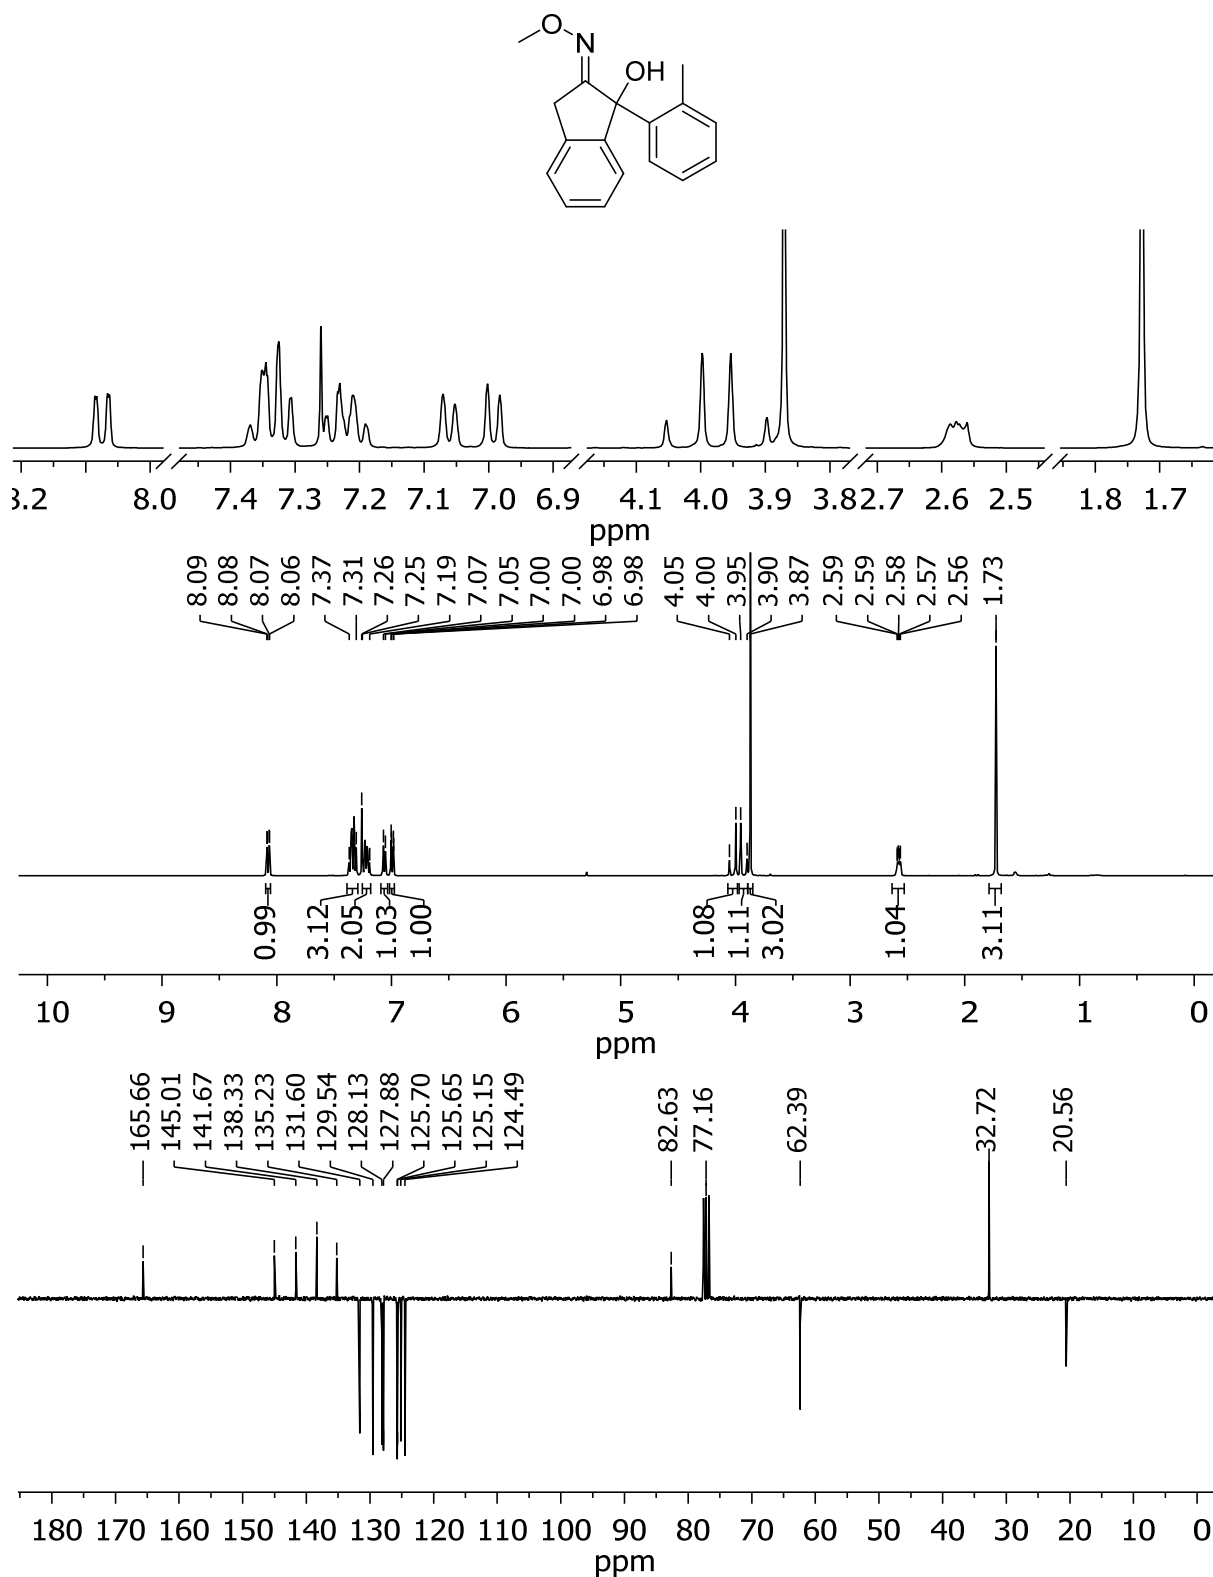 O
N
OH
3.2 8.0 7.4 7.3 7.2 7.1 7.0 6.9 4.1 4.0 3.9 3.8 2.7 2.6 2.5 1.8 1.7
ppm
8.09 8.08 8.07 8.06 7.37 7.31 7.26 7.25 7.19 7.07 7.05 7.00 7.00 6.98 6.98 4.05 4.00 3.95 3.90 3.87 2.59 2.59 2.58 2.57 2.56 1.73
0.99 3.12 2.05 1.03 1.00 1.08 1.11 3.02 1.04 3.11
10 9 8 7 6 5 4 3 2 1 0
ppm
165.66 145.01 141.67 138.33 135.23 131.60 129.54 128.13 127.88 125.70 125.65 125.15 124.49 82.63 77.16 62.39 32.72 20.56
180 170 160 150 140 130 120 110 100 90 80 70 60 50 40 30 20 10 0
ppm